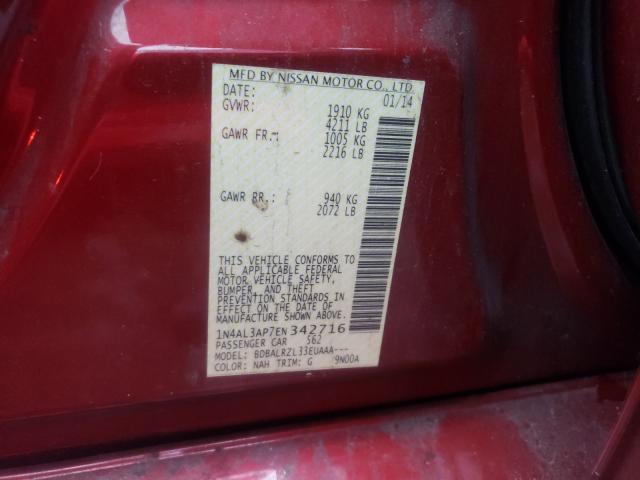 MFD BY NISSAN MOTOR CO., LTD.
DATE: 01/14
GVWR: 1910 KG
4211 LB
GAWR FR.: 1005 KG
2216 LB
GAWR RR.: 940 KG
2072 LB
THIS VEHICLE CONFORMS TO
ALL APPLICABLE FEDERAL
MOTOR VEHICLE SAFETY,
BUMPER, AND THEFT
PREVENTION STANDARDS IN
EFFECT ON THE DATE OF
MANUFACTURE SHOWN ABOVE.
1N4AL3AP7EN342716
PASSENGER CAR 562
MODEL: BDBALRZL33EUAAA---
COLOR: NAH TRIM: G 9N00A